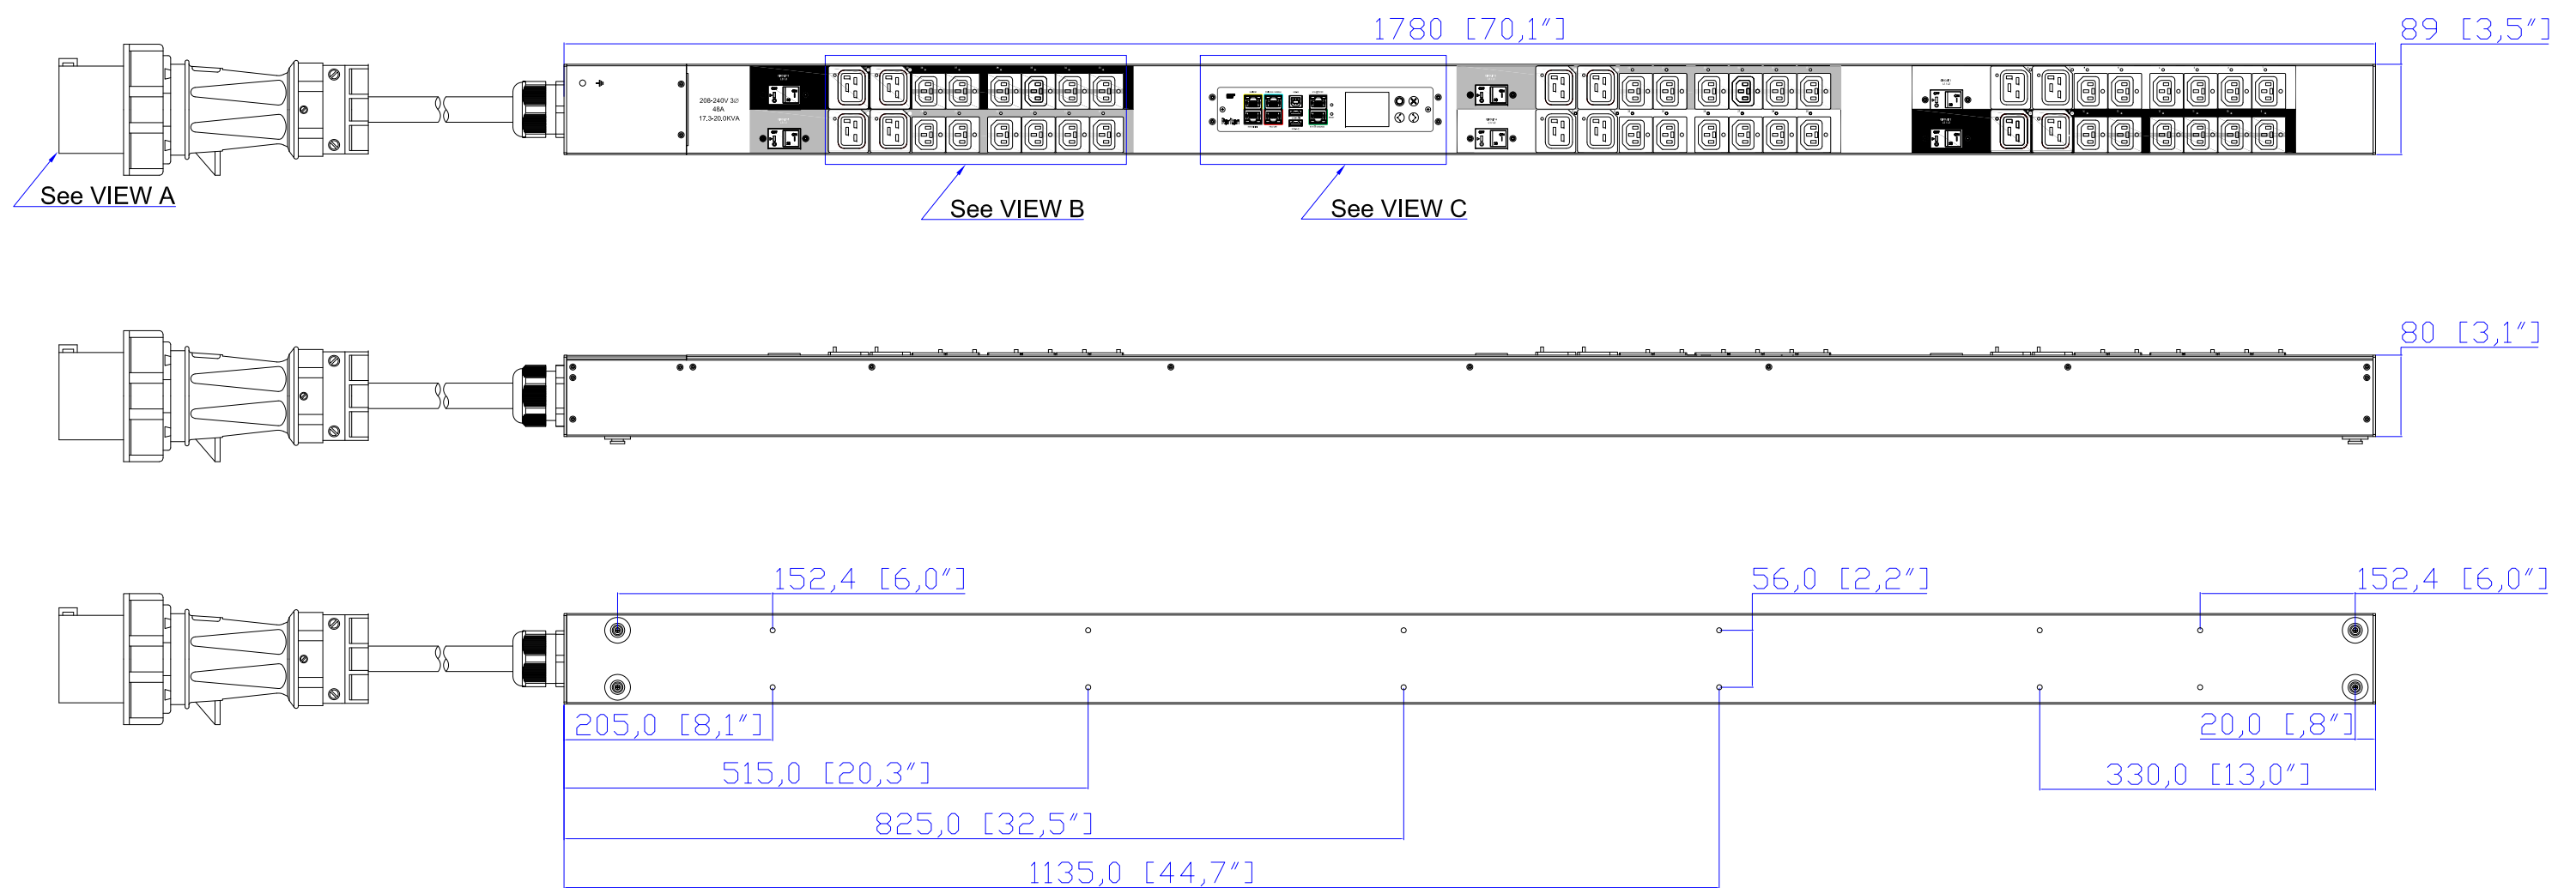 1780 [70,1"]
89 [3,5"]
208-240V 3∅
48A
17,3-20,0KVA
Raritan
See VIEW A
See VIEW B
See VIEW C
80 [3,1"]
152,4 [6,0"]
56,0 [2,2"]
152,4 [6,0"]
205,0 [8,1"]
20,0 [,8"]
515,0 [20,3"]
330,0 [13,0"]
825,0 [32,5"]
1135,0 [44,7"]